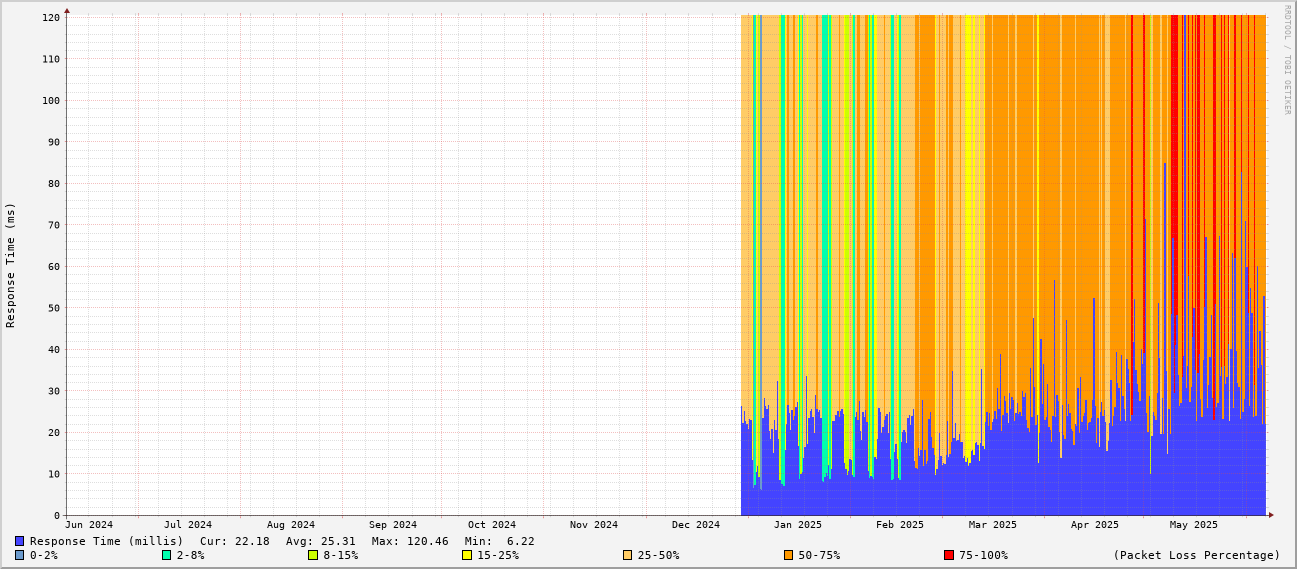 120
110
100
90
80
70
60
50
40
30
20
10
0
Response Time (ms)
RRDTOOL / TOBI OETIKER
Jun 2024 Jul 2024 Aug 2024 Sep 2024 Oct 2024 Nov 2024 Dec 2024 Jan 2025 Feb 2025 Mar 2025 Apr 2025 May 2025
Response Time (millis) Cur: 22.18 Avg: 25.31 Max: 120.46 Min: 6.22
0-2% 2-8% 8-15% 15-25% 25-50% 50-75% 75-100% (Packet Loss Percentage)